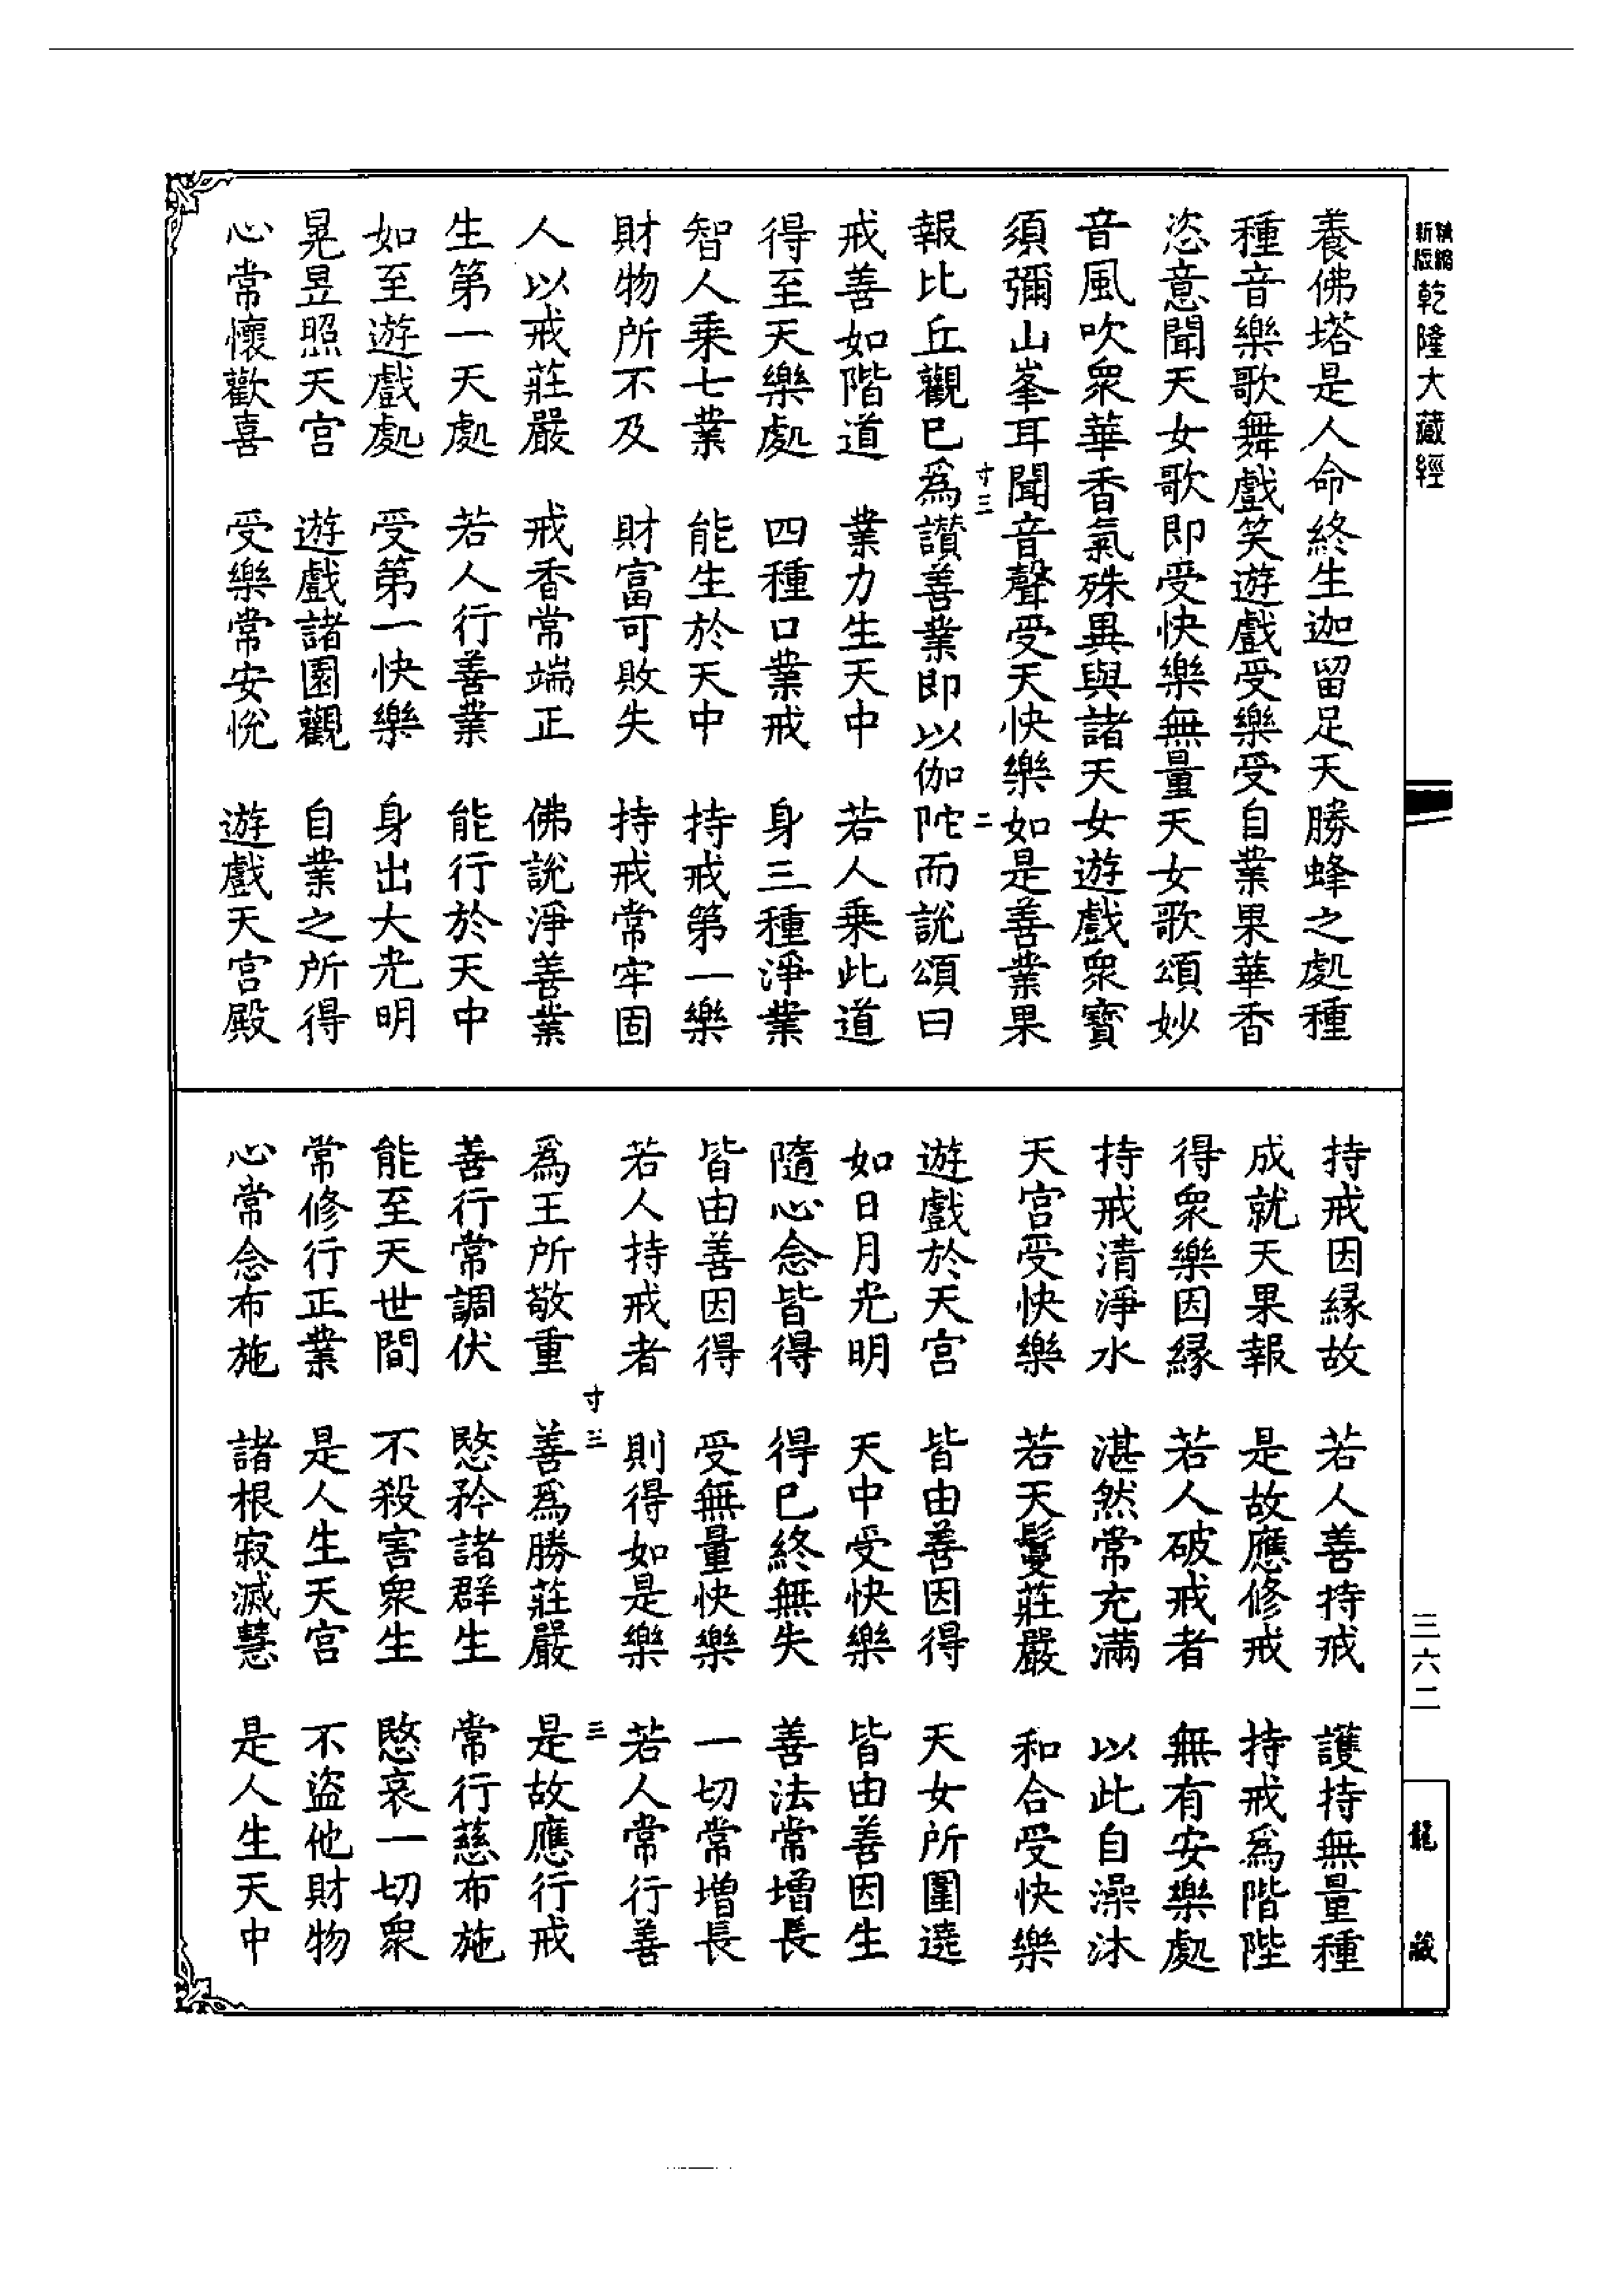 精縮新版乾隆大藏經
養佛塔是人命終生迦留足天勝蜂之處種
種音樂歌舞戲笑遊戲受樂受自業果華香
恣意聞天女歌即受快樂無量天女歌頌妙
音風吹衆華香氣殊異與諸天女遊戲衆寶
須彌山峯耳聞音聲受天快樂如是善業果
寸三 二
報比丘觀已爲讚善業即以伽陀而說頌曰
戒善如階道 業力生天中 若人乘此道
得至天樂處 四種口業戒 身三種淨業
智人乘七業 能生於天中 持戒第一樂
財物所不及 財富可敗失 持戒常牢固
人以戒莊嚴 戒香常端正 佛說淨善業
生第一天處 若人行善業 能行於天中
如至遊戲處 受第一快樂 身出大光明
晃昱照天宮 遊戲諸園觀 自業之所得
心常懷歡喜 受樂常安悅 遊戲天宮殿
持戒因緣故 若人善持戒 護持無量種
成就天果報 是故應修戒 持戒爲階陛
得衆樂因緣 若人破戒者 無有安樂處
持戒清淨水 湛然常充滿 以此自澡沐
天宮受快樂 若天鬘莊嚴 和合受快樂
遊戲於天宮 皆由善因得 天女所圍遶
如日月光明 天中受快樂 皆由善因生
隨心念皆得 得已終無失 善法常增長
皆由善因得 受無量快樂 一切常增長
若人持戒者 則得如是樂 若人常行善
寸三 三
爲王所敬重 善爲勝莊嚴 是故應行戒
善行常調伏 愍矜諸群生 常行慈布施
能至天世間 不殺害衆生 愍哀一切衆
常修行正業 是人生天宮 不盜他財物
心常念布施 諸根寂滅慧 是人生天中
三六二
龍藏